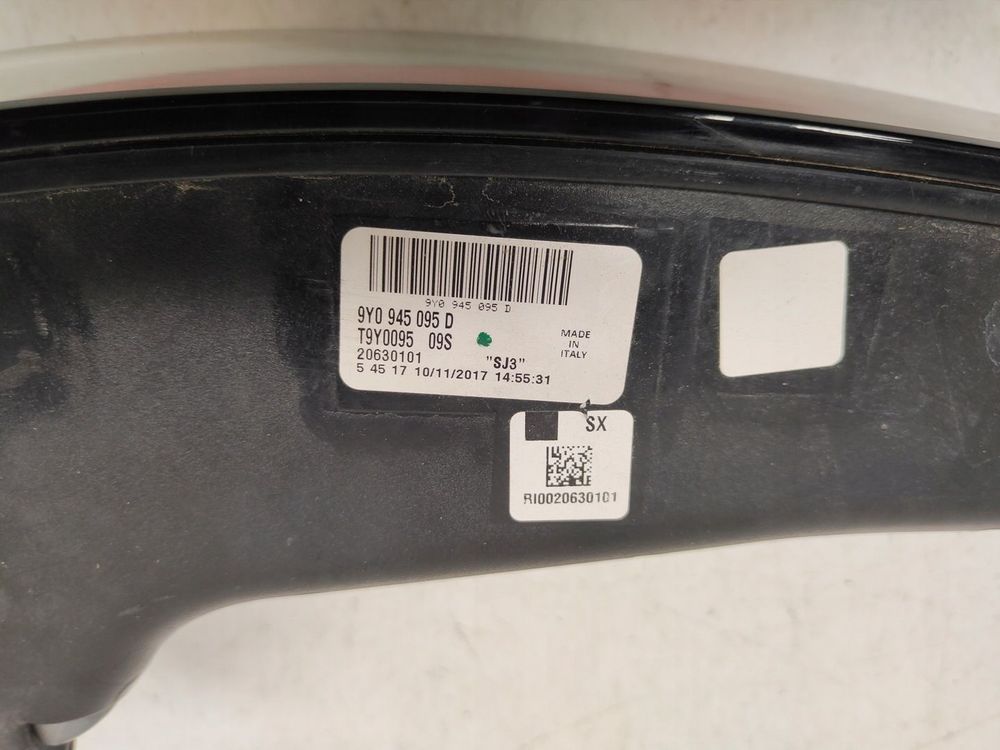 9Y0 945 095 D
9Y0 945 095 D
T9Y0095 09S
MADE
IN
ITALY
20630101 "SJ3"
5 45 17 10/11/2017 14:55:31
SX
RI0020630101